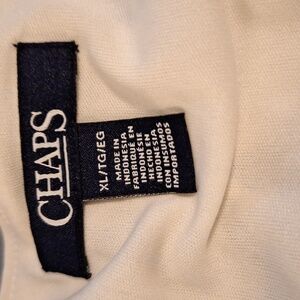 CHAPS
XL/TG/EG
MADE IN
INDONESIA
FABRIQUÉ EN
INDONÉSIE
HECHO EN
INDONESIA
CON INSUMOS
IMPORTADOS